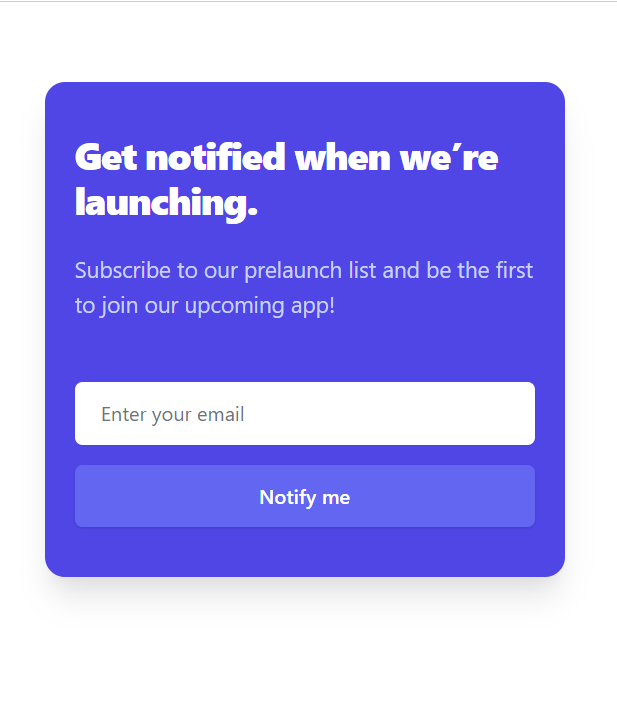 Get notified when we’re
launching.
Subscribe to our prelaunch list and be the first
to join our upcoming app!
Enter your email
Notify me